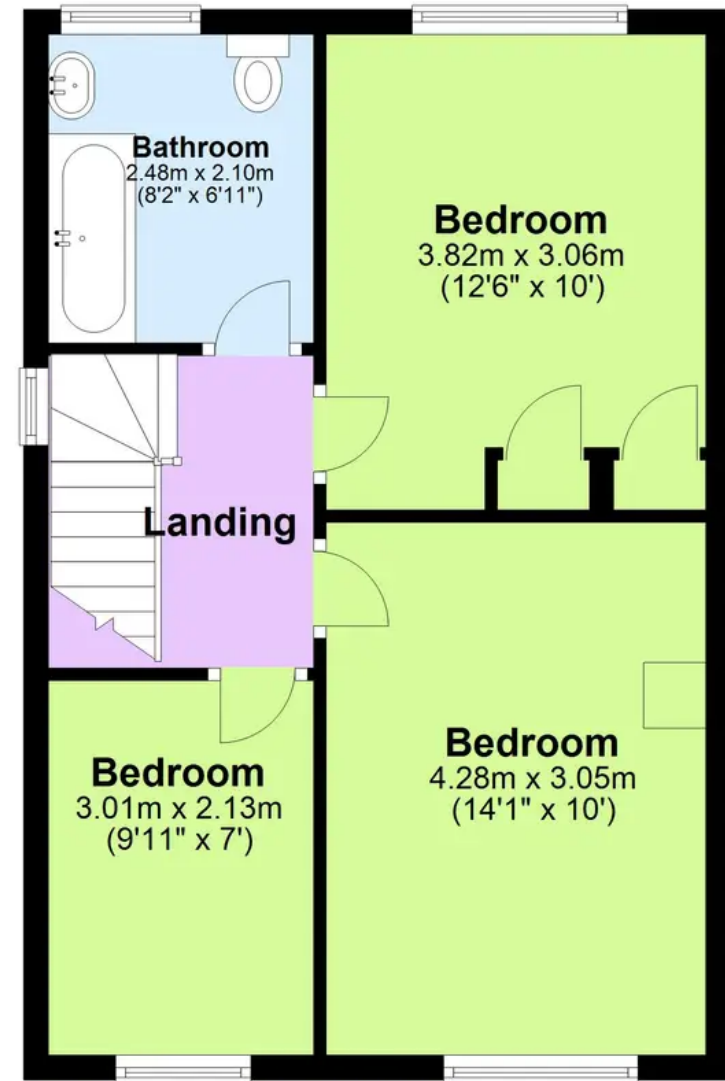 Bathroom
2.48m x 2.10m
(8'2" x 6'11")
Bedroom
3.82m x 3.06m
(12'6" x 10')
Landing
Bedroom
3.01m x 2.13m
(9'11" x 7')
Bedroom
4.28m x 3.05m
(14'1" x 10')